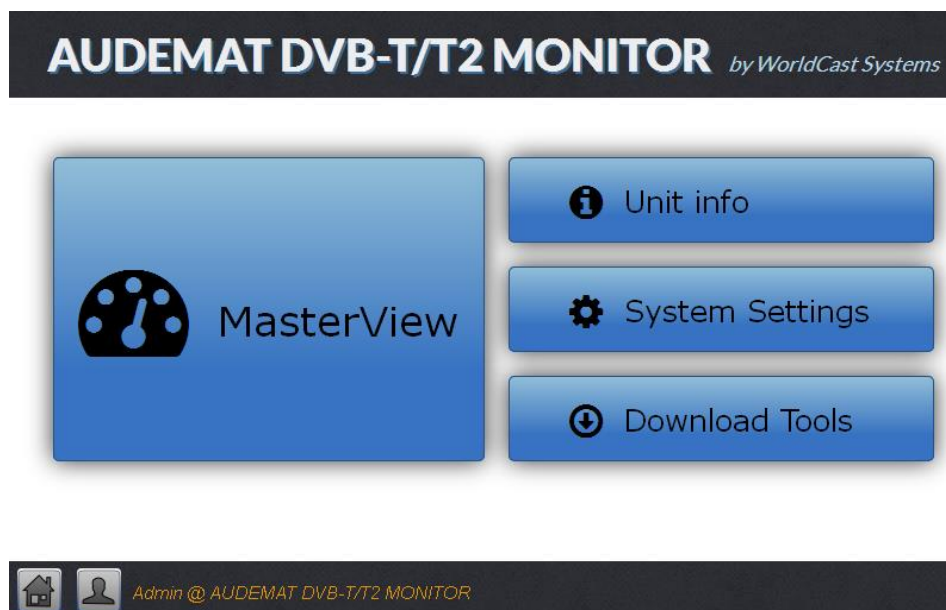 AUDEMAT DVB-T/T2 MONITOR by WorldCast Systems
MasterView
Unit info
System Settings
Download Tools
Admin @ AUDEMAT DVB-T/T2 MONITOR